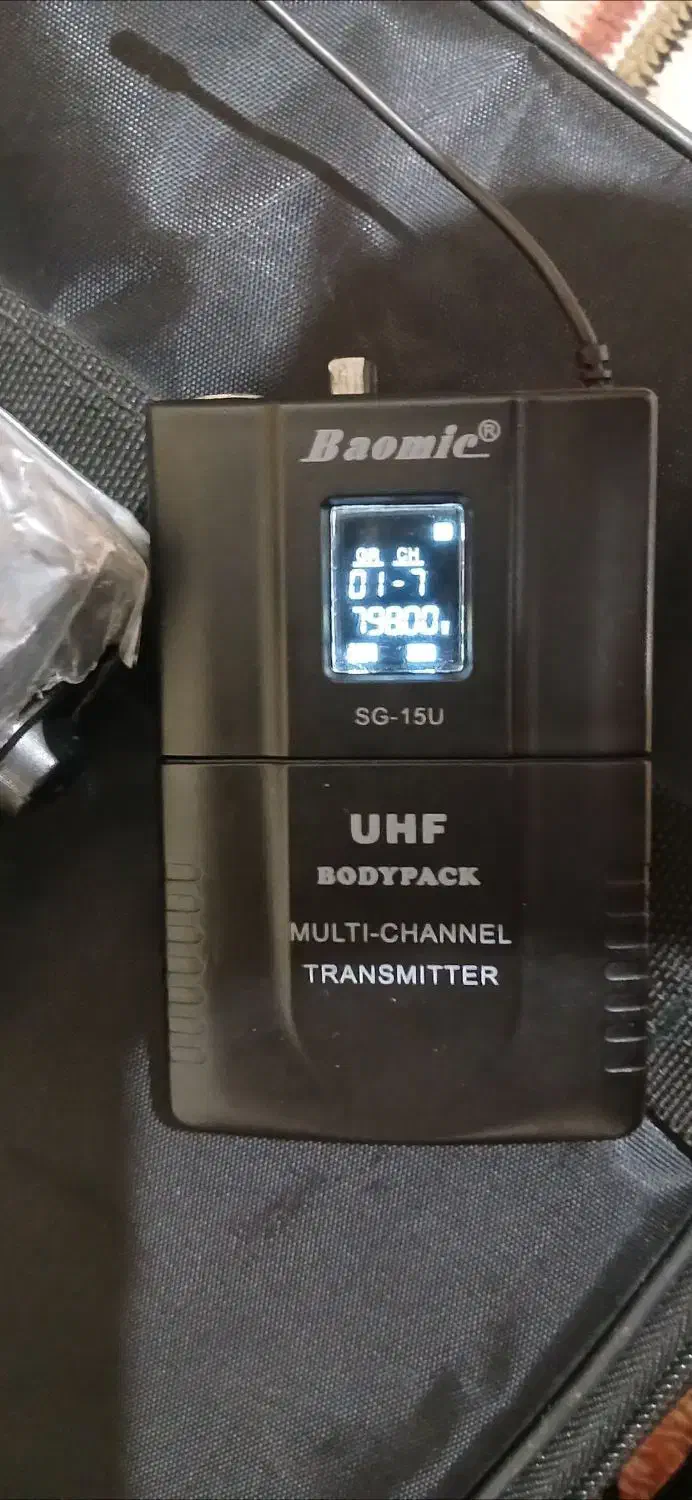 Baomic®
GR CH
01-7
798.00
SG-15U
UHF
BODYPACK
MULTI-CHANNEL
TRANSMITTER